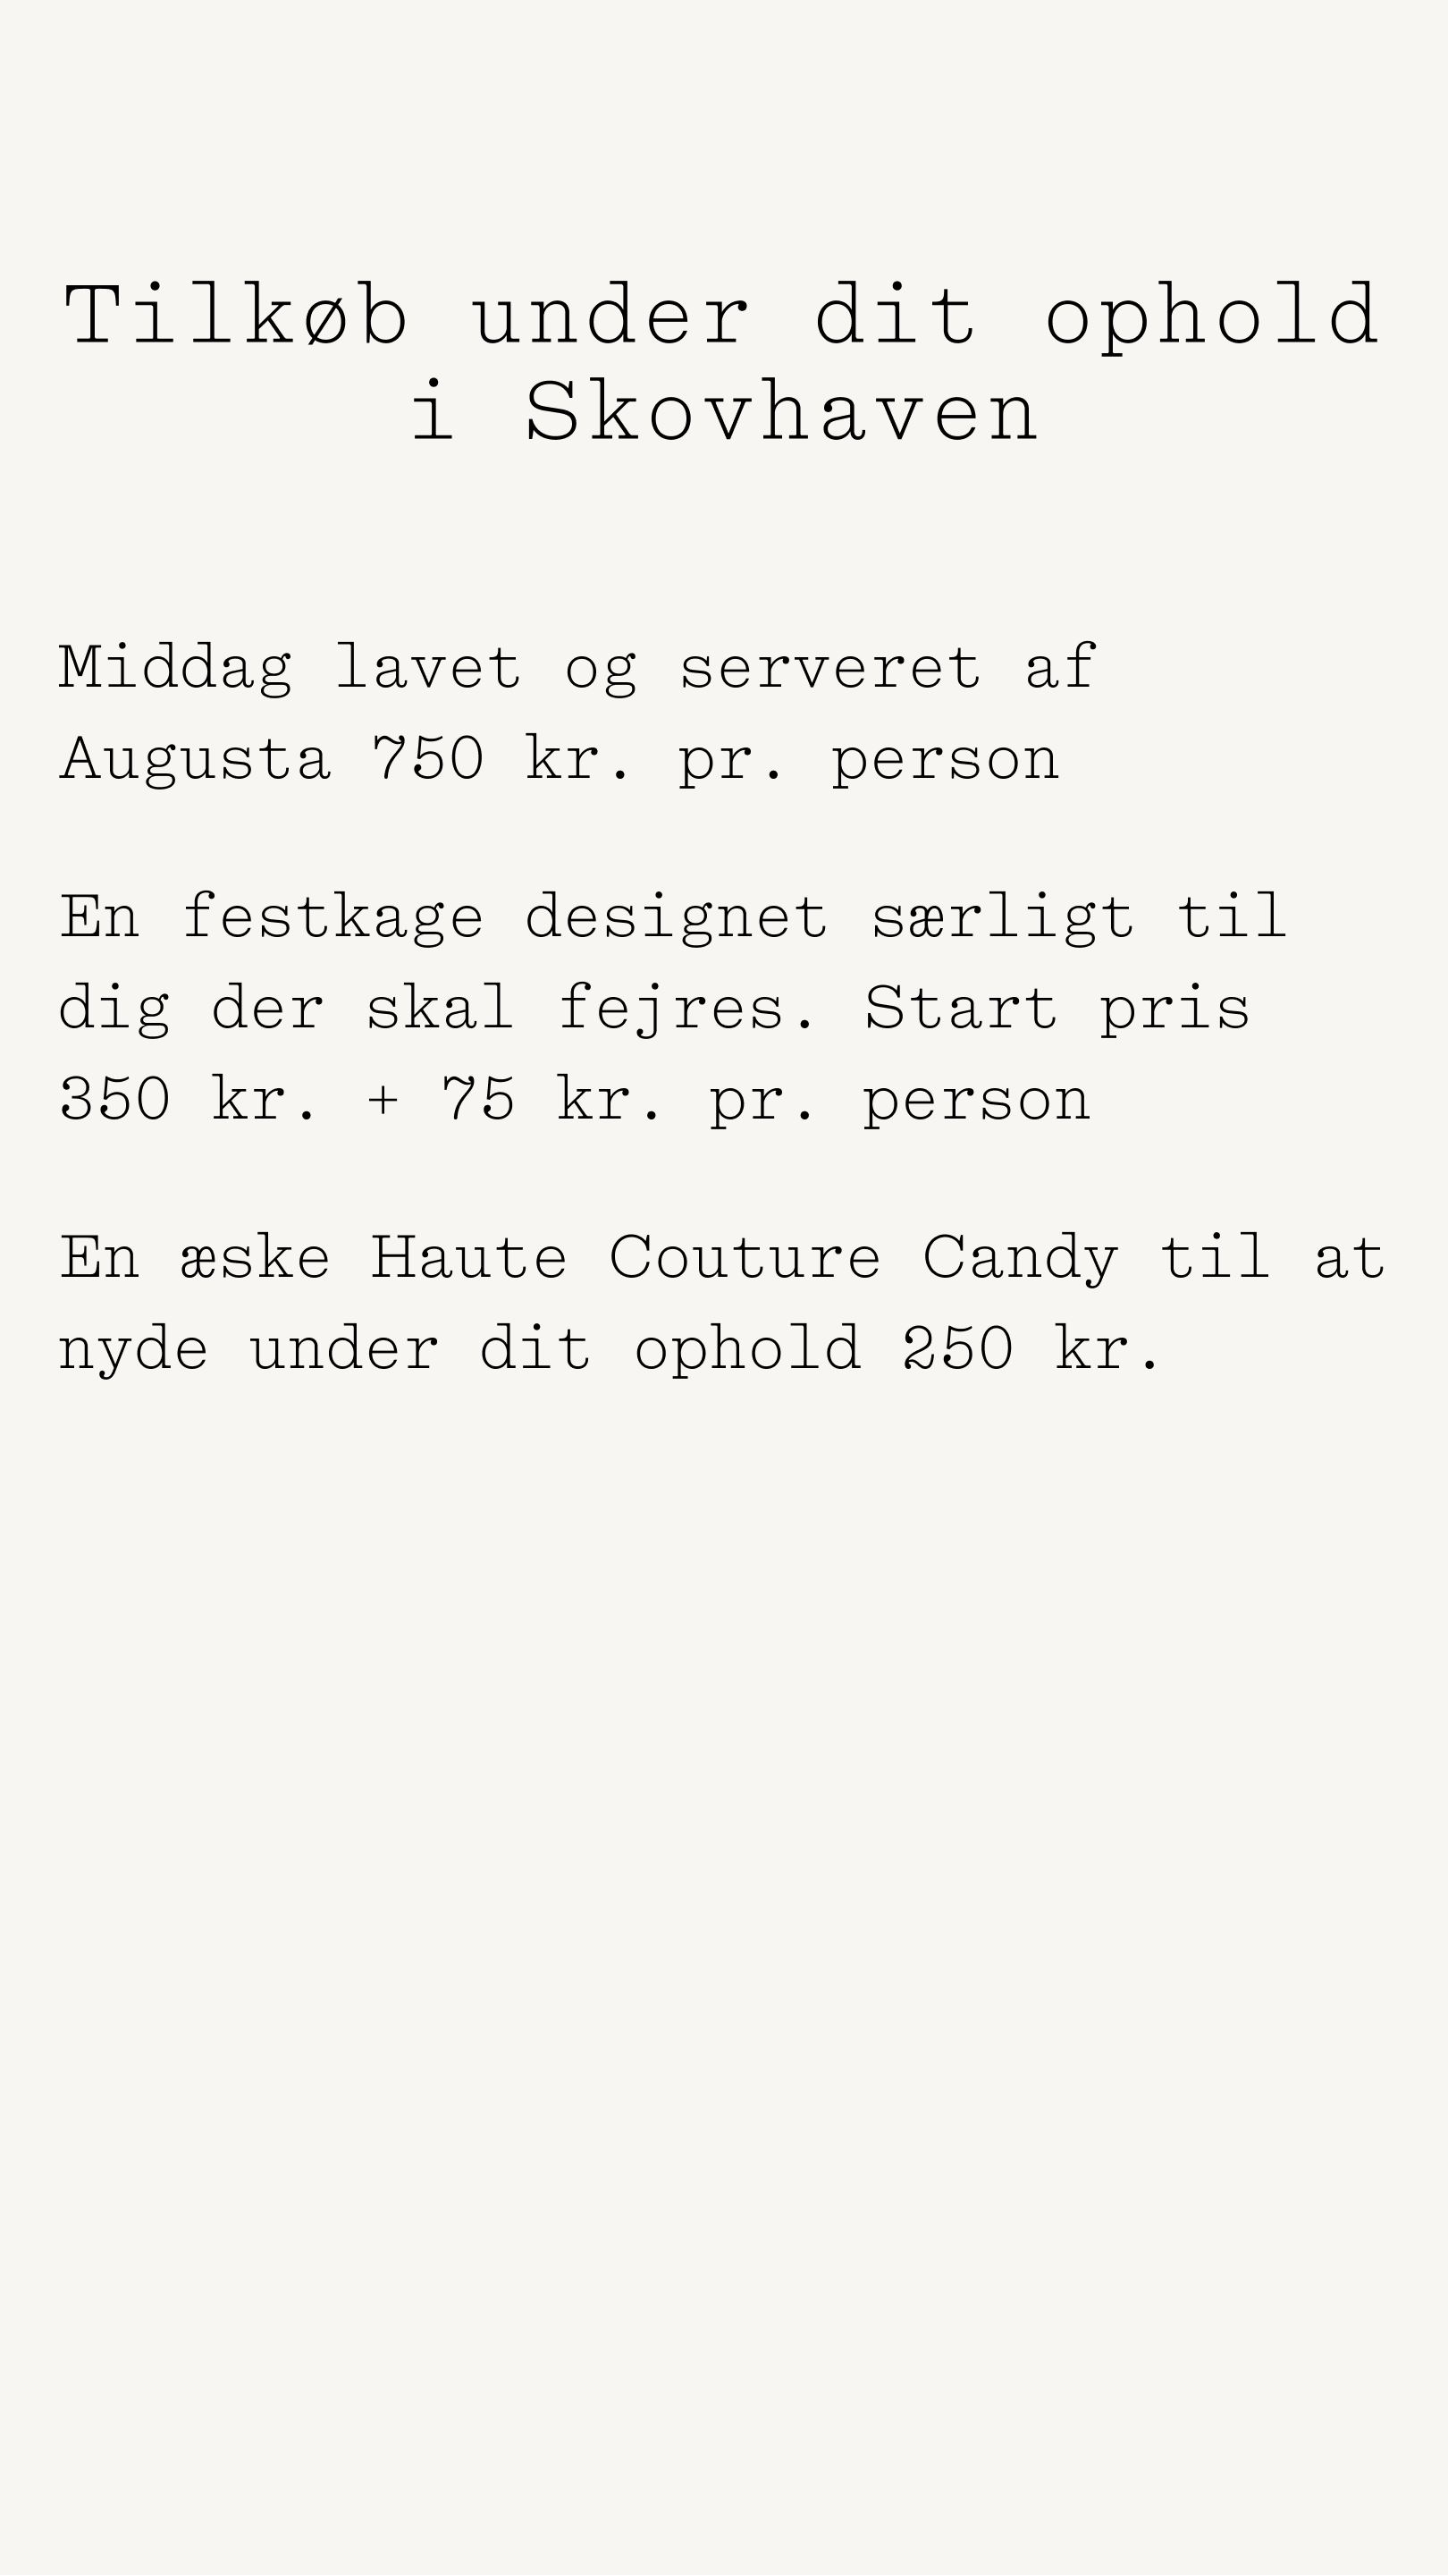 Tilkøb under dit ophold
i Skovhaven
Middag lavet og serveret af
Augusta 750 kr. pr. person
En festkage designet særligt til
dig der skal fejres. Start pris
350 kr. + 75 kr. pr. person
En æske Haute Couture Candy til at
nyde under dit ophold 250 kr.